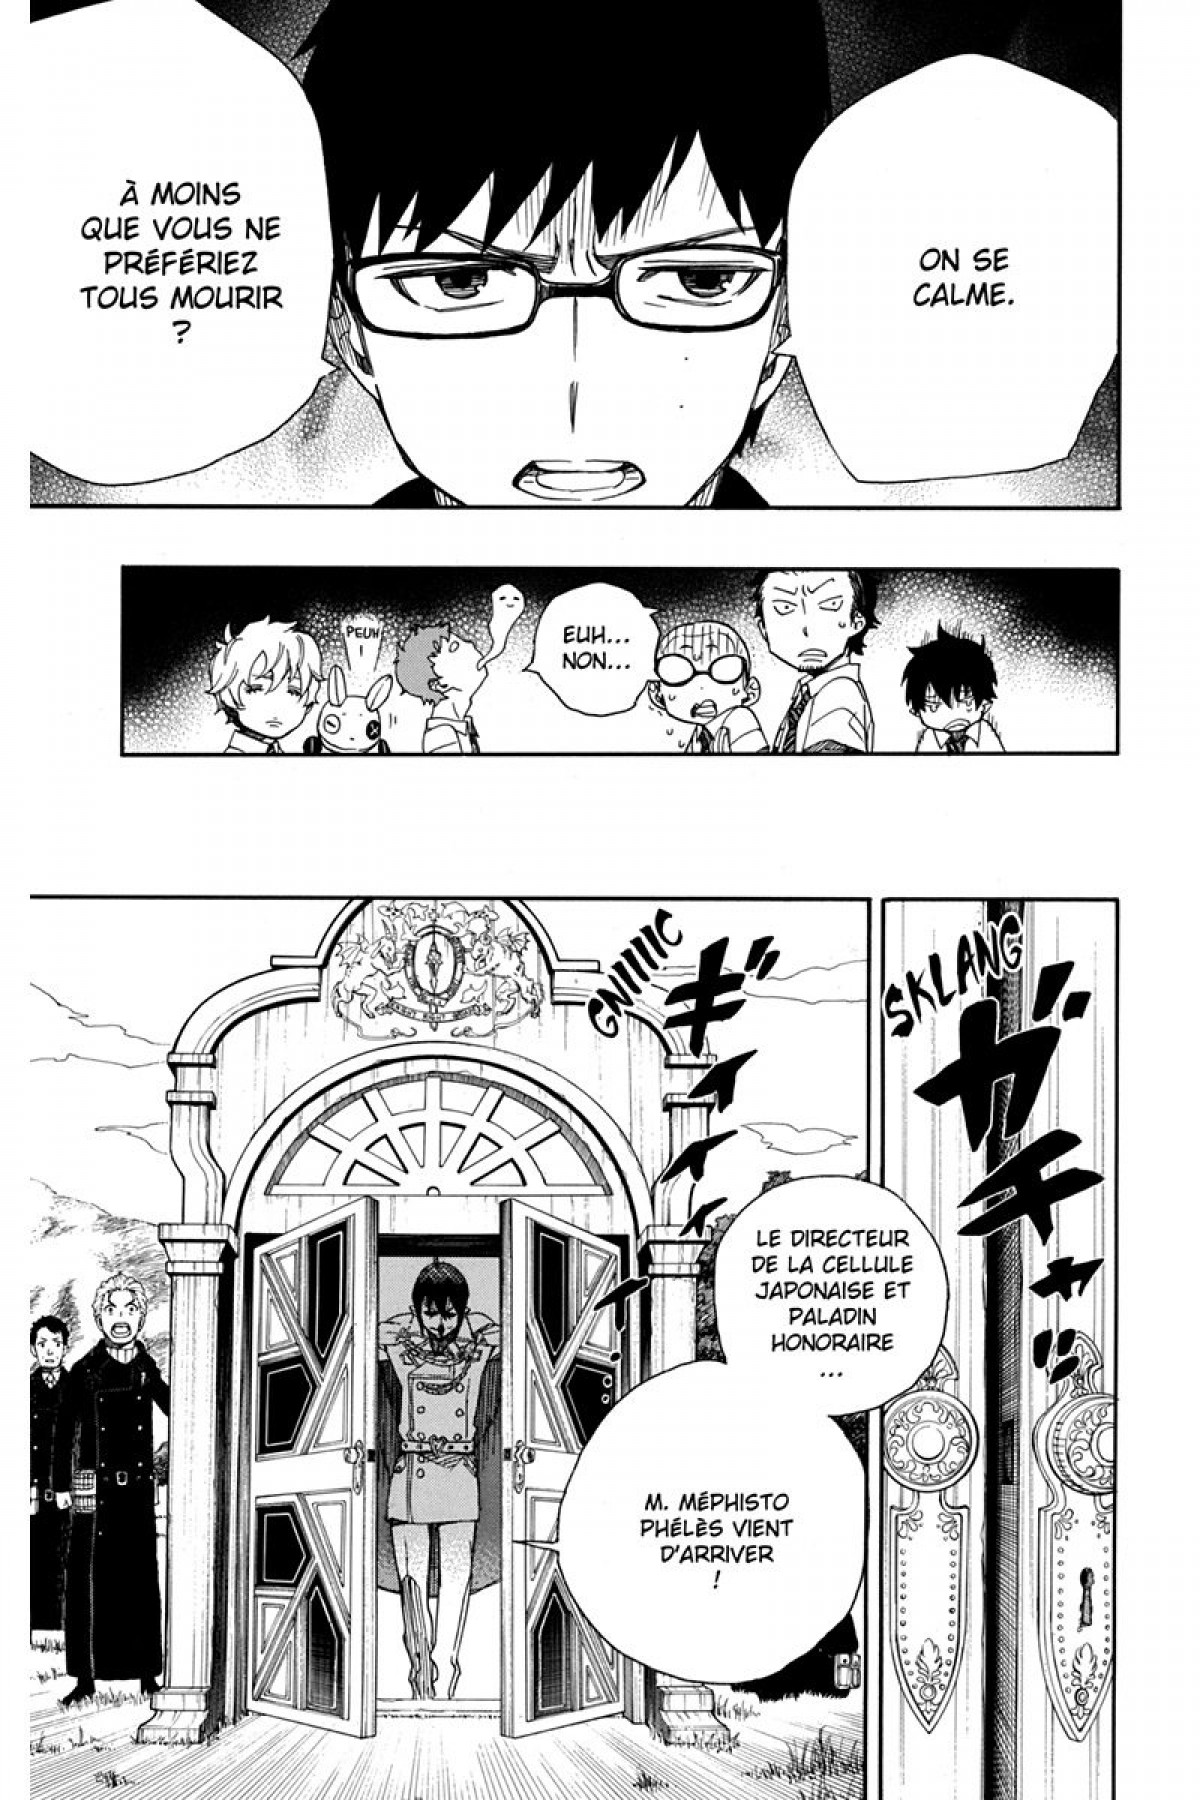 ON SE
CALME.
À MOINS
QUE VOUS NE
PRÉFÉRIEZ
TOUS MOURIR
?
EUH...
NON...
PEUH
!
SKLANG
ガチャ
GNIIIIC
ギィィィ
LE DIRECTEUR
DE LA CELLULE
JAPONAISE ET
PALADIN
HONORAIRE
...
M. MÉPHISTO
PHÉLÈS VIENT
D'ARRIVER
!